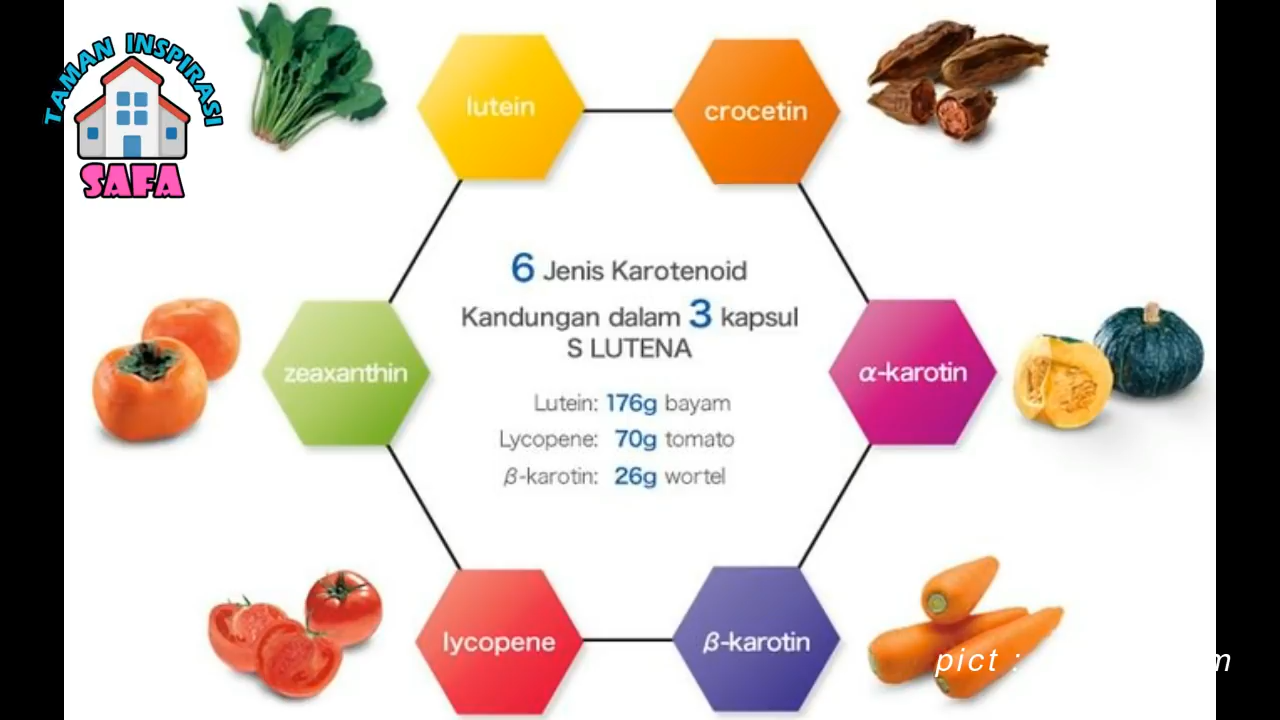 TAMAN INSPIRASI
SAFA
lutein
crocetin
6 Jenis Karotenoid
Kandungan dalam 3 kapsul
S LUTENA
zeaxanthin
α-karotin
Lutein: 176g bayam
Lycopene: 70g tomato
β-karotin: 26g wortel
lycopene
β-karotin
pict :